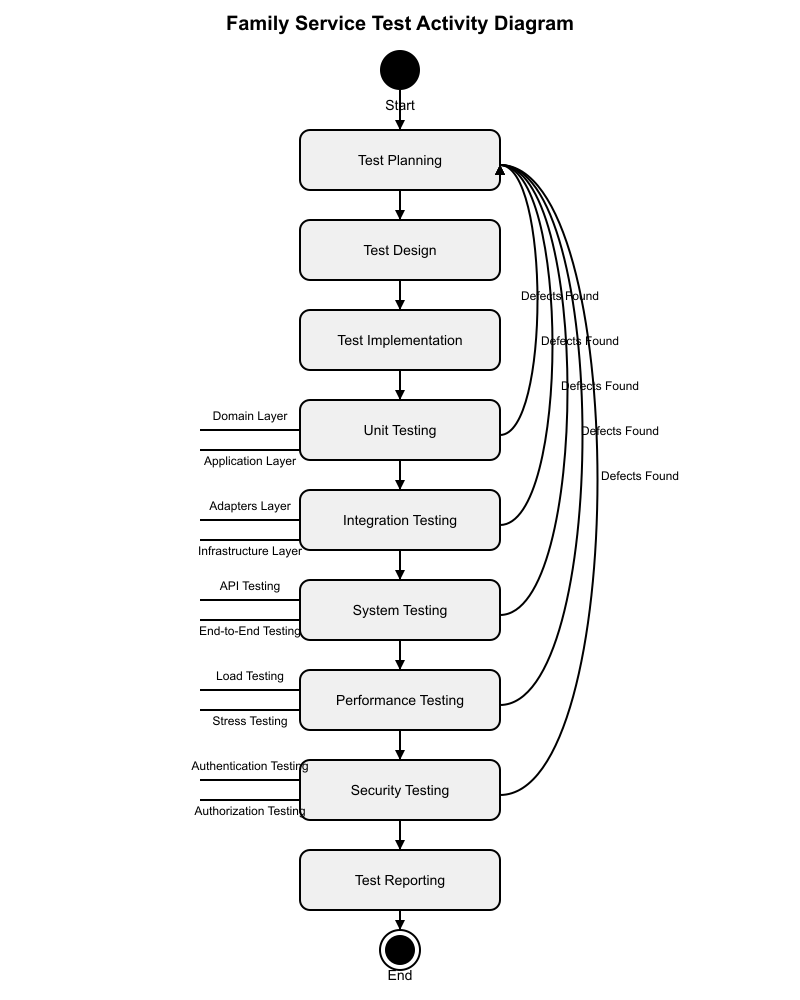 Family Service Test Activity Diagram
Start
Test Planning
Test Design
Defects Found
Test Implementation
Defects Found
Defects Found
Domain Layer
Unit Testing
Defects Found
Application Layer
Defects Found
Adapters Layer
Integration Testing
Infrastructure Layer
API Testing
System Testing
End-to-End Testing
Load Testing
Performance Testing
Stress Testing
Authentication Testing
Security Testing
Authorization Testing
Test Reporting
End